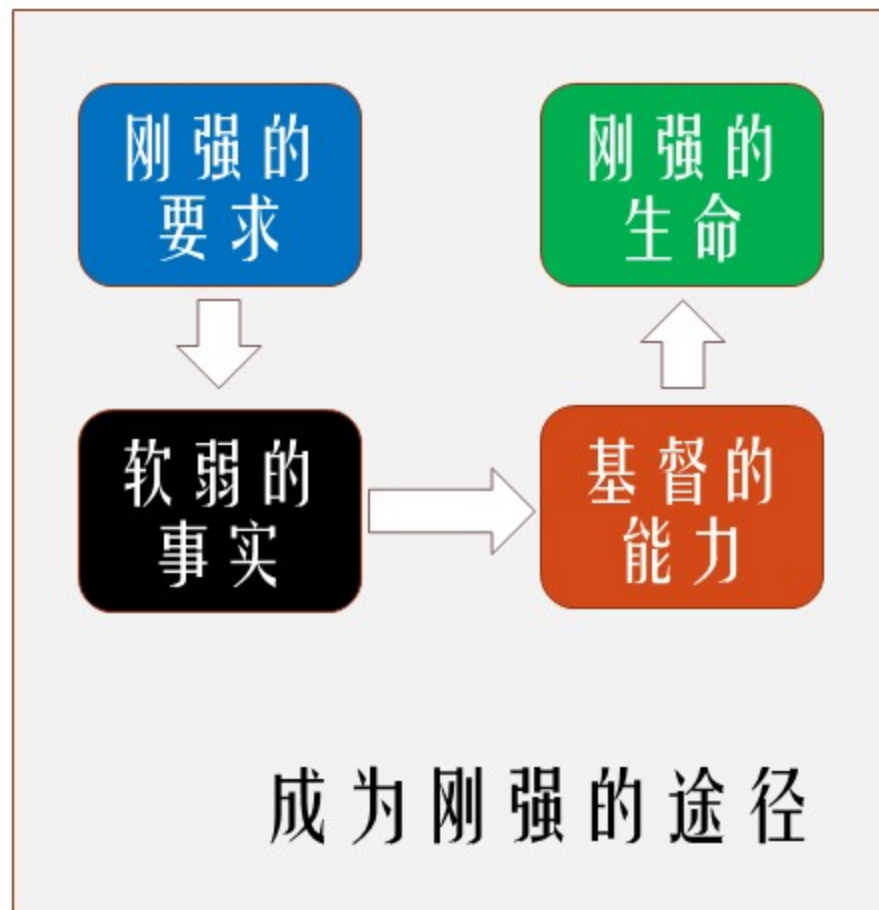 刚强的
要求
刚强的
生命
软弱的
事实
基督的
能力
成为刚强的途径